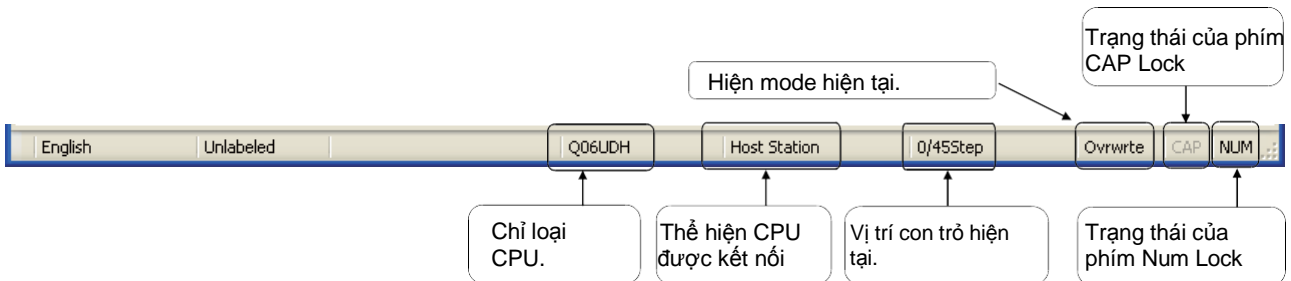 Trạng thái của phím
CAP Lock
Hiện mode hiện tại.
English Unlabeled Q06UDH Host Station 0/45Step Ovrwrte CAP NUM
Chỉ loại
CPU.
Thể hiện CPU
được kết nối
Vị trí con trỏ hiện
tại.
Trạng thái của
phím Num Lock